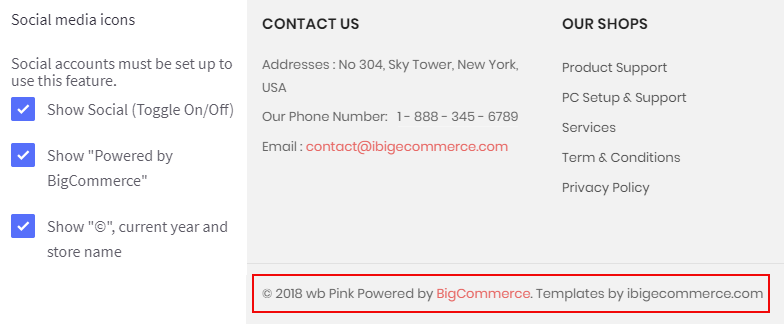 Social media icons
Social accounts must be set up to
use this feature.
Show Social (Toggle On/Off)
Show "Powered by
BigCommerce"
Show "©", current year and
store name
CONTACT US
Addresses : No 304, Sky Tower, New York,
USA
Our Phone Number: 1 - 888 - 345 - 6789
Email : contact@ibigecommerce.com
OUR SHOPS
Product Support
PC Setup & Support
Services
Term & Conditions
Privacy Policy
© 2018 wb Pink Powered by BigCommerce. Templates by ibigecommerce.com